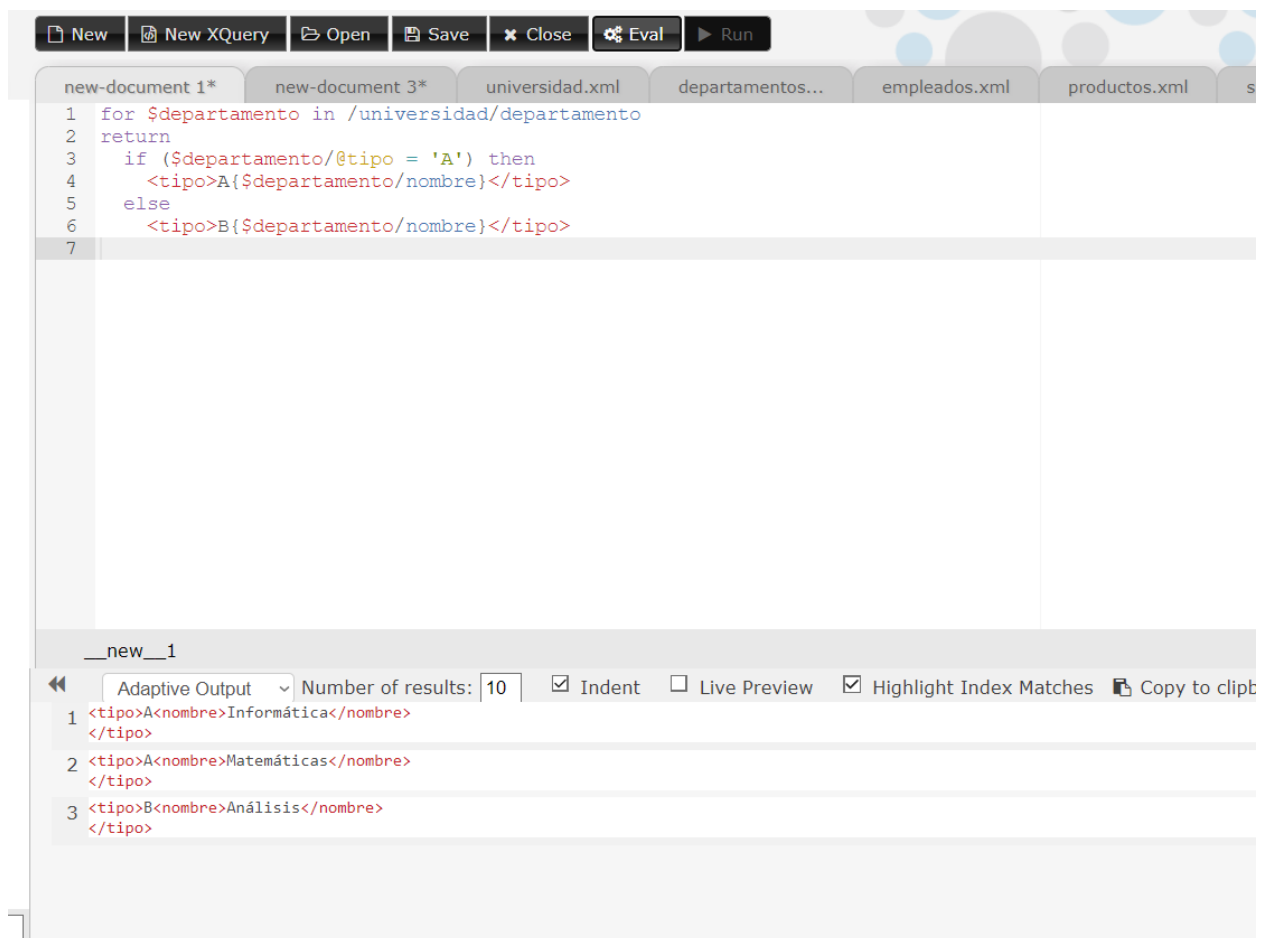 New New XQuery Open Save Close Eval Run
new-document 1* new-document 3* universidad.xml departamentos... empleados.xml productos.xml s
1 for $departamento in /universidad/departamento
2 return
3 if ($departamento/@tipo = 'A') then
4 <tipo>A{$departamento/nombre}</tipo>
5 else
6 <tipo>B{$departamento/nombre}</tipo>
7
__new__1
Adaptive Output Number of results: 10 Indent Live Preview Highlight Index Matches Copy to clipb
1 <tipo>A<nombre>Informática</nombre>
</tipo>
2 <tipo>A<nombre>Matemáticas</nombre>
</tipo>
3 <tipo>B<nombre>Análisis</nombre>
</tipo>